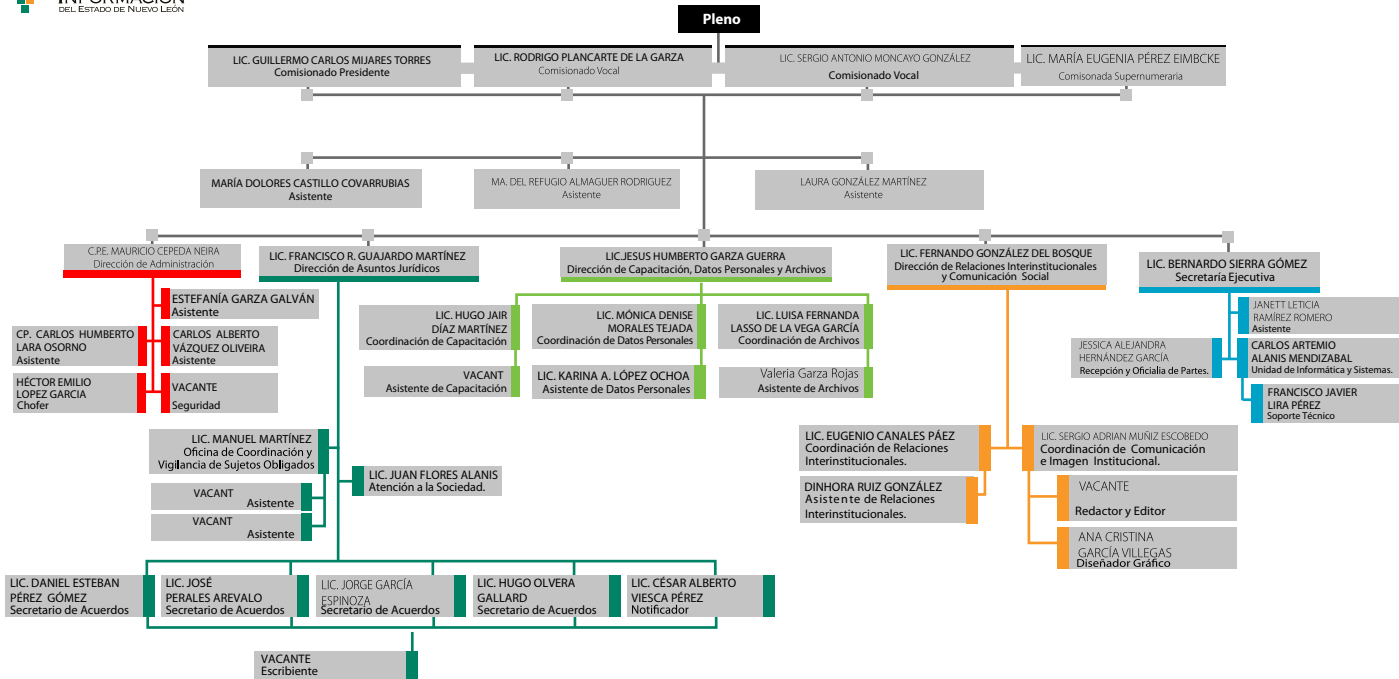 INFORMACIÓN
DEL ESTADO DE NUEVO LEÓN
Pleno
LIC. GUILLERMO CARLOS MIJARES TORRES
Comisionado Presidente
LIC. RODRIGO PLANCARTE DE LA GARZA
Comisionado Vocal
LIC. SERGIO ANTONIO MONCAYO GONZÁLEZ
Comisionado Vocal
LIC. MARÍA EUGENIA PÉREZ EIMBCKE
Comisonada Supernumeraria
MARÍA DOLORES CASTILLO COVARRUBIAS
Asistente
MA. DEL REFUGIO ALMAGUER RODRIGUEZ
Asistente
LAURA GONZÁLEZ MARTÍNEZ
Asistente
C.P.E. MAURICIO CEPEDA NEIRA
Dirección de Administración
LIC. FRANCISCO R. GUAJARDO MARTÍNEZ
Dirección de Asuntos Jurídicos
LIC.JESUS HUMBERTO GARZA GUERRA
Dirección de Capacitación, Datos Personales y Archivos
LIC. FERNANDO GONZÁLEZ DEL BOSQUE
Dirección de Relaciones Interinstitucionales
y Comunicación Social
LIC. BERNARDO SIERRA GÓMEZ
Secretaría Ejecutiva
ESTEFANÍA GARZA GALVÁN
Asistente
CP. CARLOS HUMBERTO
LARA OSORNO
Asistente
CARLOS ALBERTO
VÁZQUEZ OLIVEIRA
Asistente
HÉCTOR EMILIO
LOPEZ GARCIA
Chofer
VACANTE
Seguridad
LIC. HUGO JAIR
DÍAZ MARTÍNEZ
Coordinación de Capacitación
LIC. MÓNICA DENISE
MORALES TEJADA
Coordinación de Datos Personales
LIC. LUISA FERNANDA
LASSO DE LA VEGA GARCÍA
Coordinación de Archivos
VACANT
Asistente de Capacitación
LIC. KARINA A. LÓPEZ OCHOA
Asistente de Datos Personales
Valeria Garza Rojas
Asistente de Archivos
JANETT LETICIA
RAMÍREZ ROMERO
Asistente
JESSICA ALEJANDRA
HERNÁNDEZ GARCÍA
Recepción y Oficialia de Partes.
CARLOS ARTEMIO
ALANIS MENDIZABAL
Unidad de Informática y Sistemas.
FRANCISCO JAVIER
LIRA PÉREZ
Soporte Técnico
LIC. MANUEL MARTÍNEZ
Oficina de Coordinación y
Vigilancia de Sujetos Obligados
LIC. JUAN FLORES ALANIS
Atención a la Sociedad.
VACANT
Asistente
VACANT
Asistente
LIC. EUGENIO CANALES PÁEZ
Coordinación de Relaciones
Interinstitucionales.
LIC. SERGIO ADRIAN MUÑIZ ESCOBEDO
Coordinación de Comunicación
e Imagen Institucional.
DINHORA RUIZ GONZÁLEZ
Asistente de Relaciones
Interinstitucionales.
VACANTE
Redactor y Editor
ANA CRISTINA
GARCÍA VILLEGAS
Diseñador Gráfico
LIC. DANIEL ESTEBAN
PÉREZ GÓMEZ
Secretario de Acuerdos
LIC. JOSÉ
PERALES AREVALO
Secretario de Acuerdos
LIC. JORGE GARCÍA
ESPINOZA
Secretario de Acuerdos
LIC. HUGO OLVERA
GALLARD
Secretario de Acuerdos
LIC. CÉSAR ALBERTO
VIESCA PÉREZ
Notificador
VACANTE
Escribiente